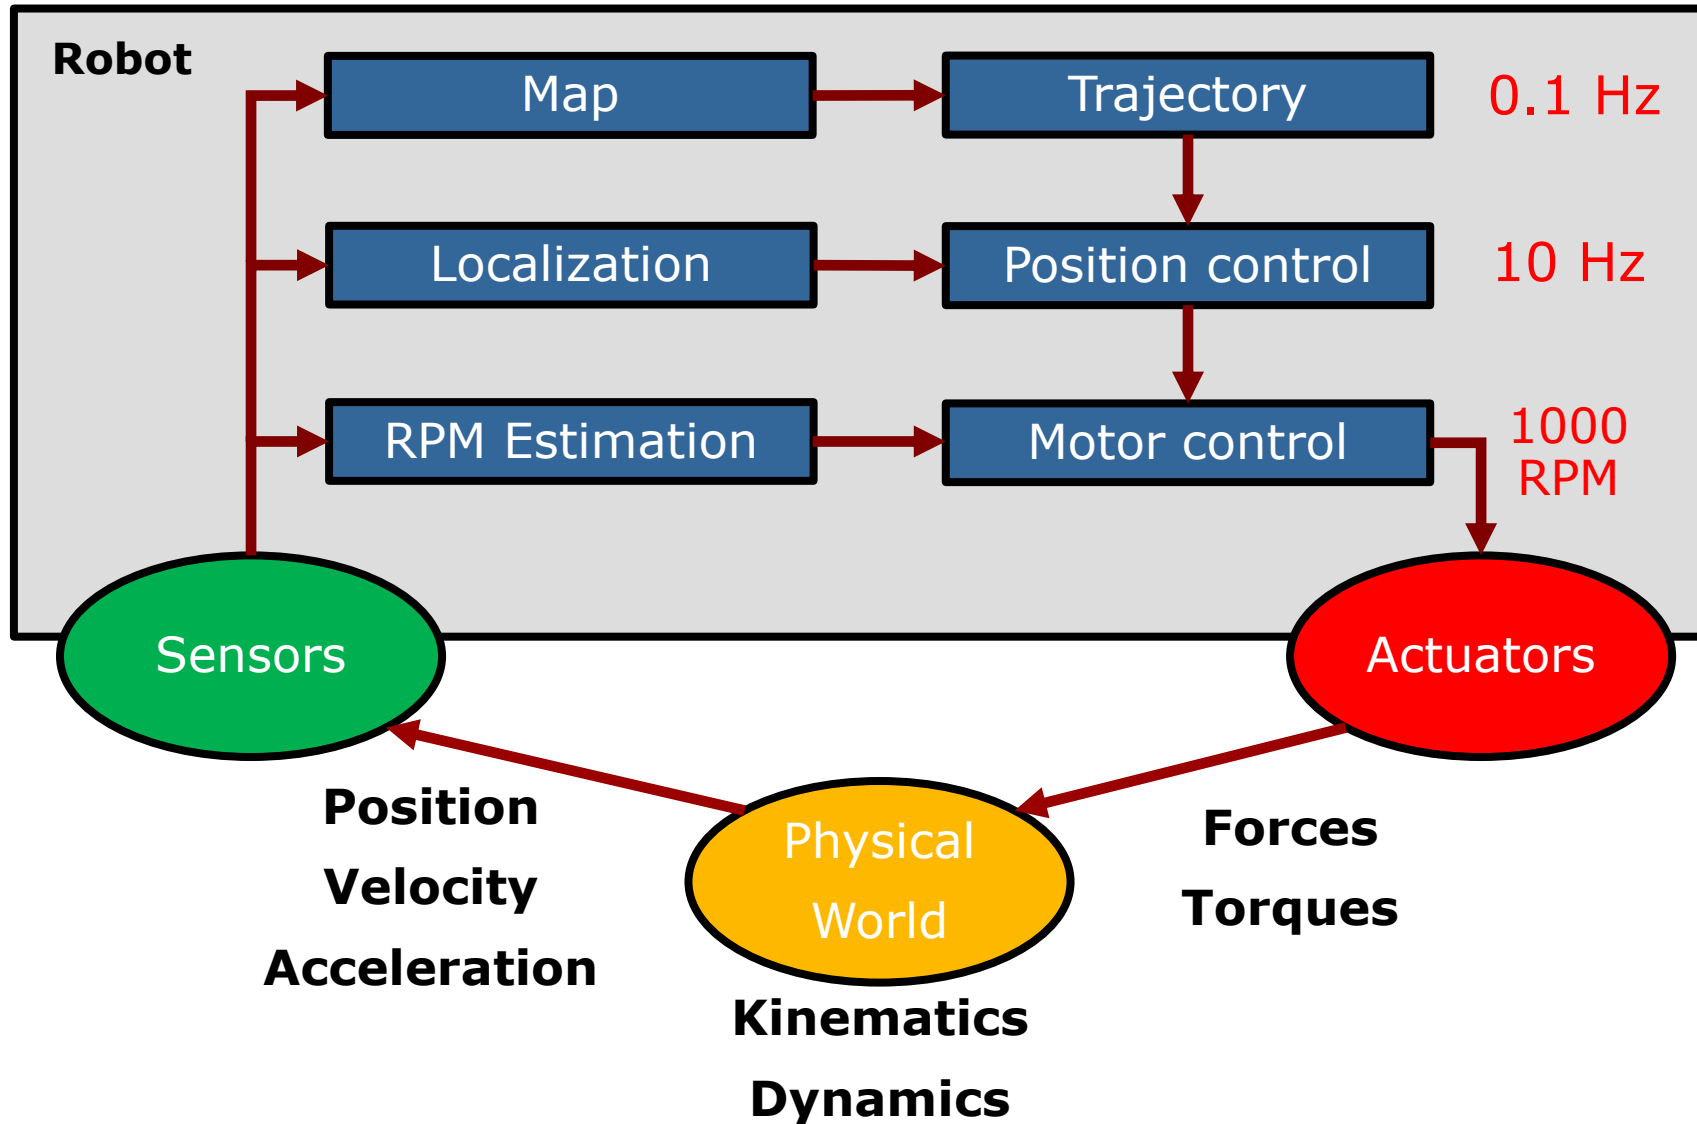 Robot
Map
Trajectory
0.1 Hz
Localization
Position control
10 Hz
RPM Estimation
Motor control
1000
RPM
Sensors
Actuators
Position
Velocity
Acceleration
Physical
World
Forces
Torques
Kinematics
Dynamics